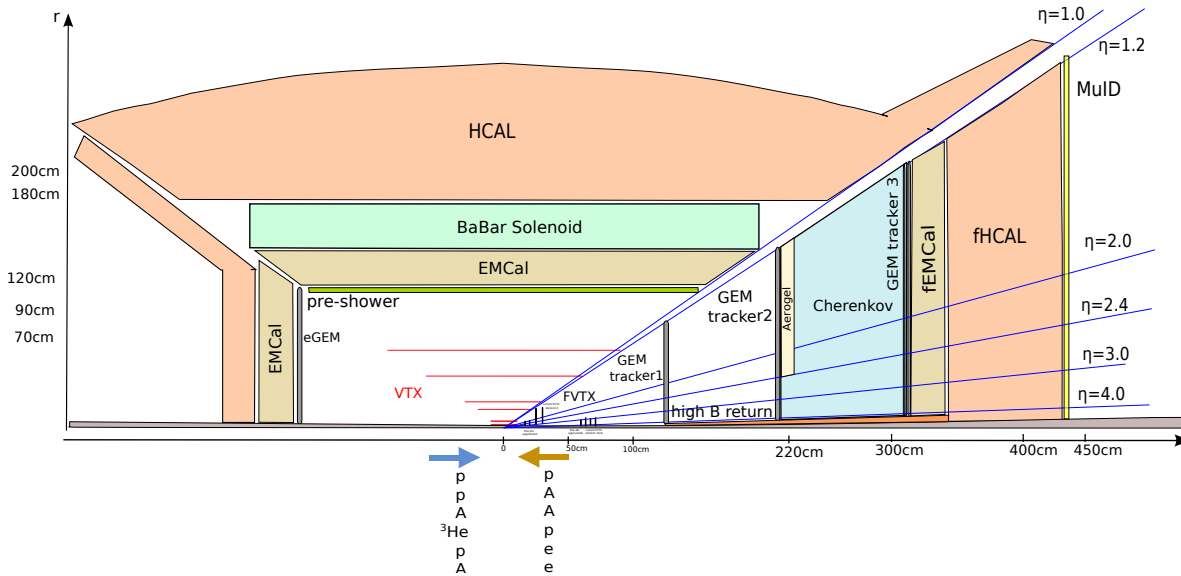 r
η=1.0
η=1.2
MuID
HCAL
200cm
180cm
BaBar Solenoid
GEM tracker 3
fEMCal
fHCAL
η=2.0
EMCal
120cm
pre-shower
GEM
tracker2
Aerogel
Cherenkov
90cm
70cm
EMCal
eGEM
η=2.4
GEM
tracker1
η=3.0
VTX
FVTX
high B return
η=4.0
0
50cm
100cm
220cm
300cm
400cm
450cm
p p
p A
A A
³He p
p e
A e